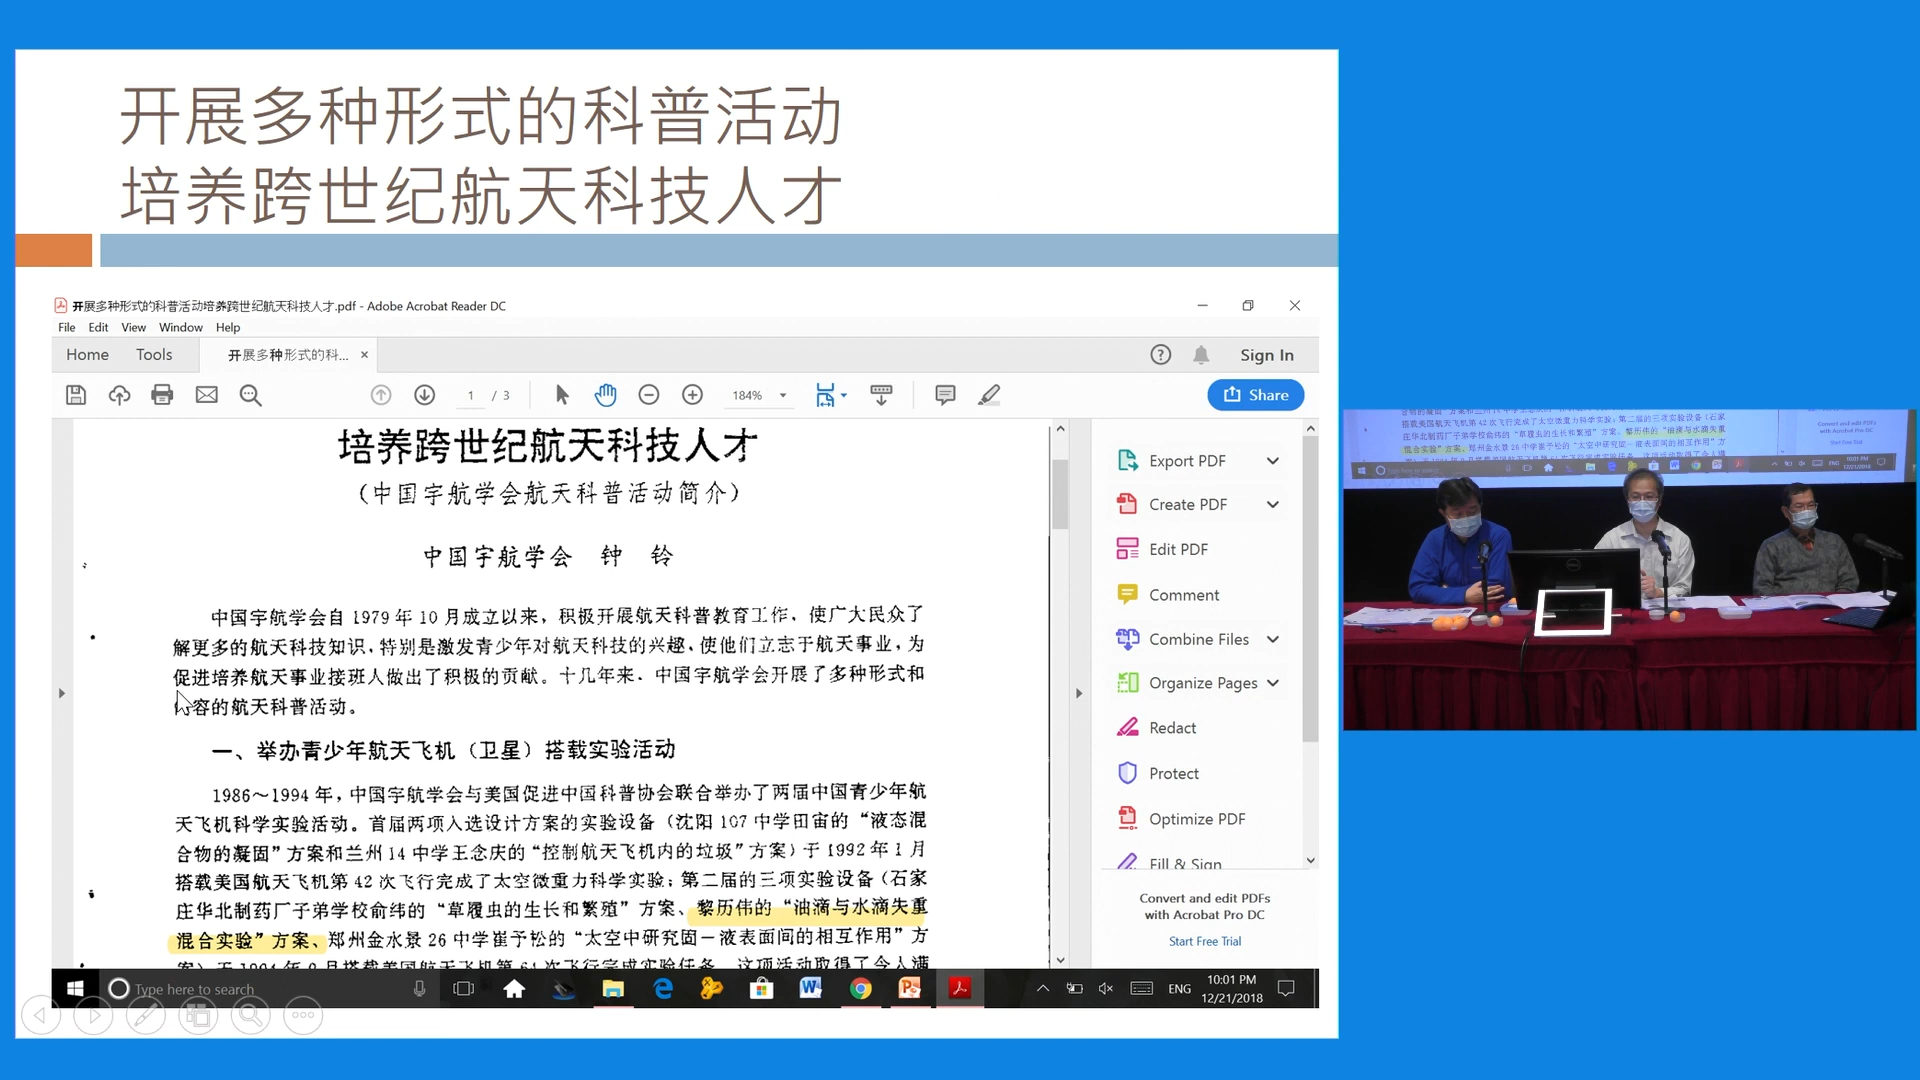 开展多种形式的科普活动
培养跨世纪航天科技人才
开展多种形式的科普活动培养跨世纪航天科技人才.pdf - Adobe Acrobat Reader DC
File Edit View Window Help
Home Tools 开展多种形式的科... × Sign In
1 / 3 184% Share
培养跨世纪航天科技人才
（中国宇航学会航天科普活动简介）
中国宇航学会 钟 铃
中国宇航学会自 1979 年 10 月成立以来，积极开展航天科普教育工作，使广大民众了
解更多的航天科技知识，特别是激发青少年对航天科技的兴趣，使他们立志于航天事业，为
促进培养航天事业接班人做出了积极的贡献。十几年来，中国宇航学会开展了多种形式和
内容的航天科普活动。
一、举办青少年航天飞机（卫星）搭载实验活动
1986～1994 年，中国宇航学会与美国促进中国科普协会联合举办了两届中国青少年航
天飞机科学实验活动。首届两项入选设计方案的实验设备（沈阳 107 中学田宙的“液态混
合物的凝固”方案和兰州 14 中学王念庆的“控制航天飞机内的垃圾”方案）于 1992 年 1 月
搭载美国航天飞机第 42 次飞行完成了太空微重力科学实验；第二届的三项实验设备（石家
庄华北制药厂子弟学校俞纬的“草履虫的生长和繁殖”方案、黎历伟的“油滴与水滴失重
混合实验”方案、郑州金水景 26 中学崔予松的“太空中研究固－液表面间的相互作用”方
Export PDF
Create PDF
Edit PDF
Comment
Combine Files
Organize Pages
Redact
Protect
Optimize PDF
Fill & Sign
Convert and edit PDFs
with Acrobat Pro DC
Start Free Trial
Type here to search
ENG
10:01 PM
12/21/2018